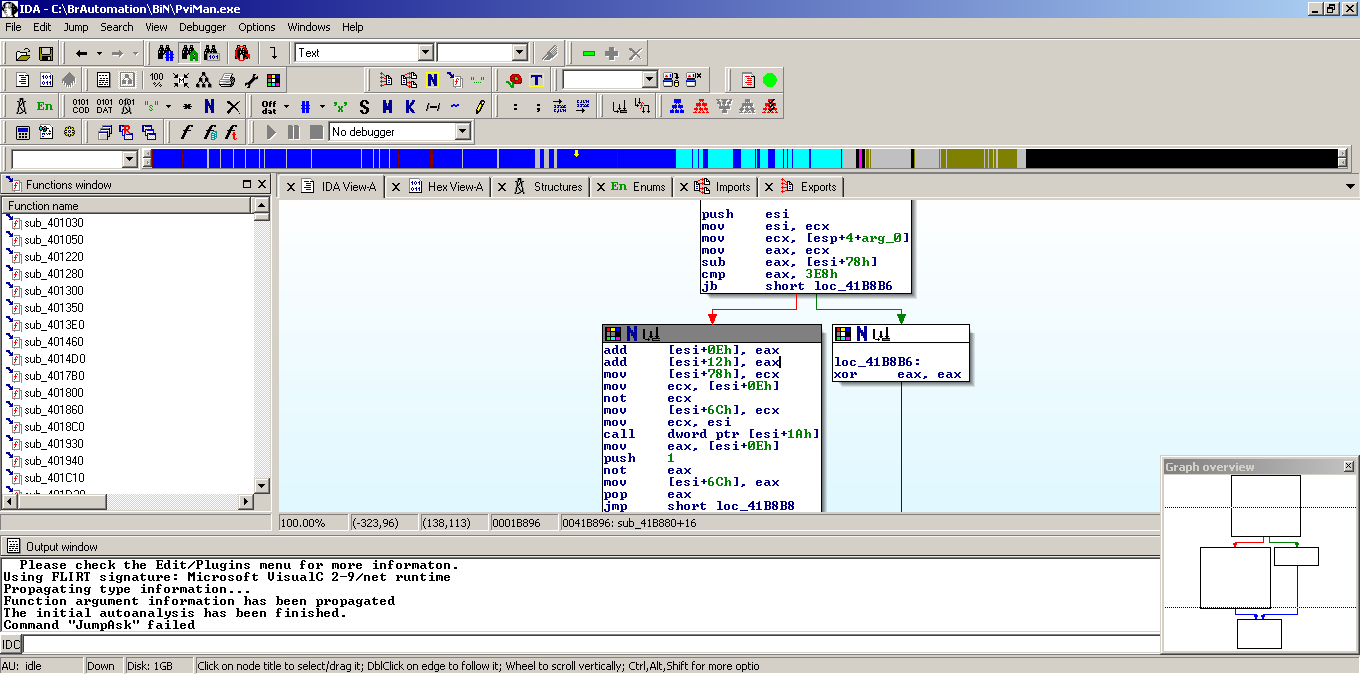 IDA - C:\BrAutomation\BiN\PviMan.exe
File Edit Jump Search View Debugger Options Windows Help
Text
En
Off dat
No debugger
Functions window
IDA View-A Hex View-A Structures En Enums Imports Exports
Function name
sub_401030
sub_401050
sub_401220
sub_401280
sub_401300
sub_401350
sub_4013E0
sub_401460
sub_4014D0
sub_4017B0
sub_401800
sub_401860
sub_4018C0
sub_401930
sub_401940
sub_401C10
push esi
mov esi, ecx
mov ecx, [esp+4+arg_0]
mov eax, ecx
sub eax, [esi+78h]
cmp eax, 3E8h
jb short loc_41B8B6
add [esi+0Eh], eax
add [esi+12h], eax
mov [esi+78h], ecx
mov ecx, [esi+0Eh]
not ecx
mov [esi+6Ch], ecx
mov ecx, esi
call dword ptr [esi+1Ah]
mov eax, [esi+0Eh]
push 1
not eax
mov [esi+6Ch], eax
pop eax
jmp short loc_41B8B8
loc_41B8B6:
xor eax, eax
Graph overview
100.00% (-323,96) (138,113) 0001B896 0041B896: sub_41B880+16
Output window
Please check the Edit/Plugins menu for more informaton.
Using FLIRT signature: Microsoft VisualC 2-9/net runtime
Propagating type information...
Function argument information has been propagated
The initial autoanalysis has been finished.
Command "JumpAsk" failed
IDC
AU: idle Down Disk: 1GB Click on node title to select/drag it; DblClick on edge to follow it; Wheel to scroll vertically; Ctrl,Alt,Shift for more optio